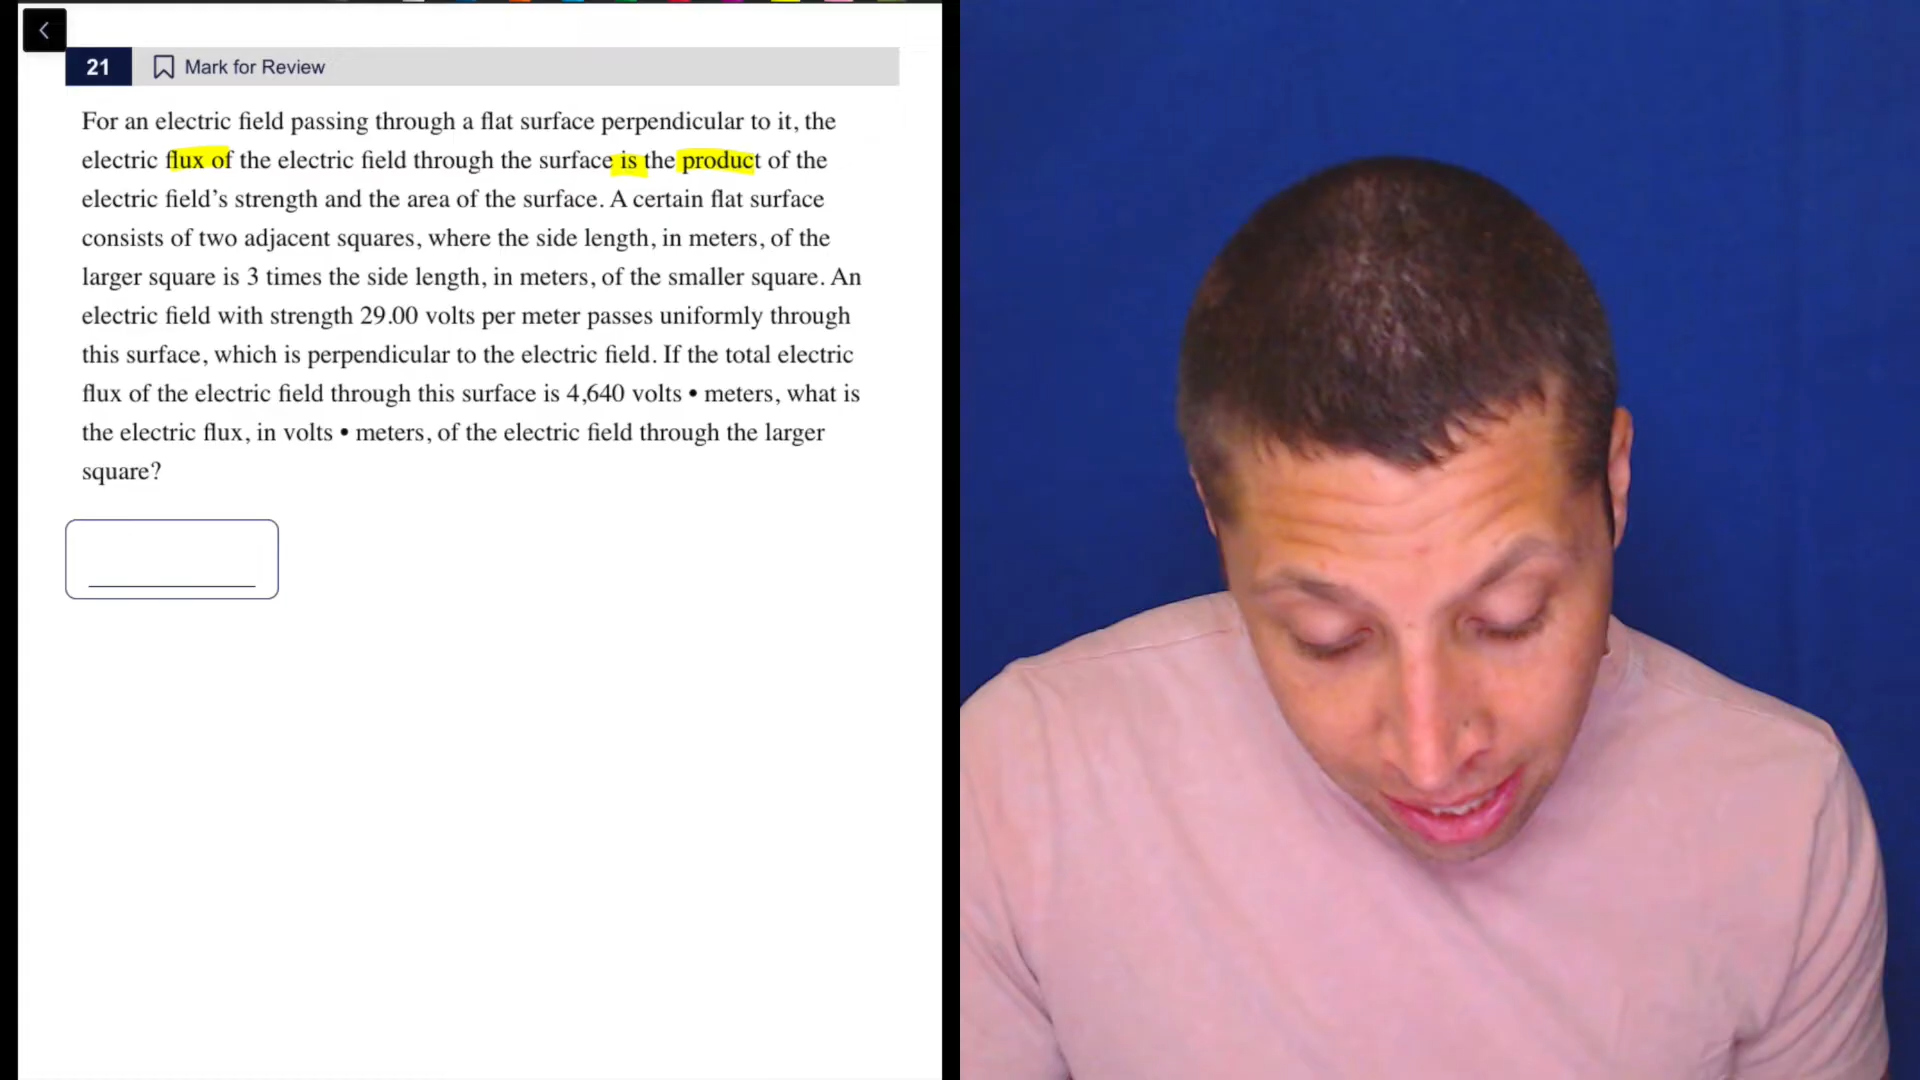 21 Mark for Review
For an electric field passing through a flat surface perpendicular to it, the
electric flux of the electric field through the surface is the product of the
electric field’s strength and the area of the surface. A certain flat surface
consists of two adjacent squares, where the side length, in meters, of the
larger square is 3 times the side length, in meters, of the smaller square. An
electric field with strength 29.00 volts per meter passes uniformly through
this surface, which is perpendicular to the electric field. If the total electric
flux of the electric field through this surface is 4,640 volts • meters, what is
the electric flux, in volts • meters, of the electric field through the larger
square?